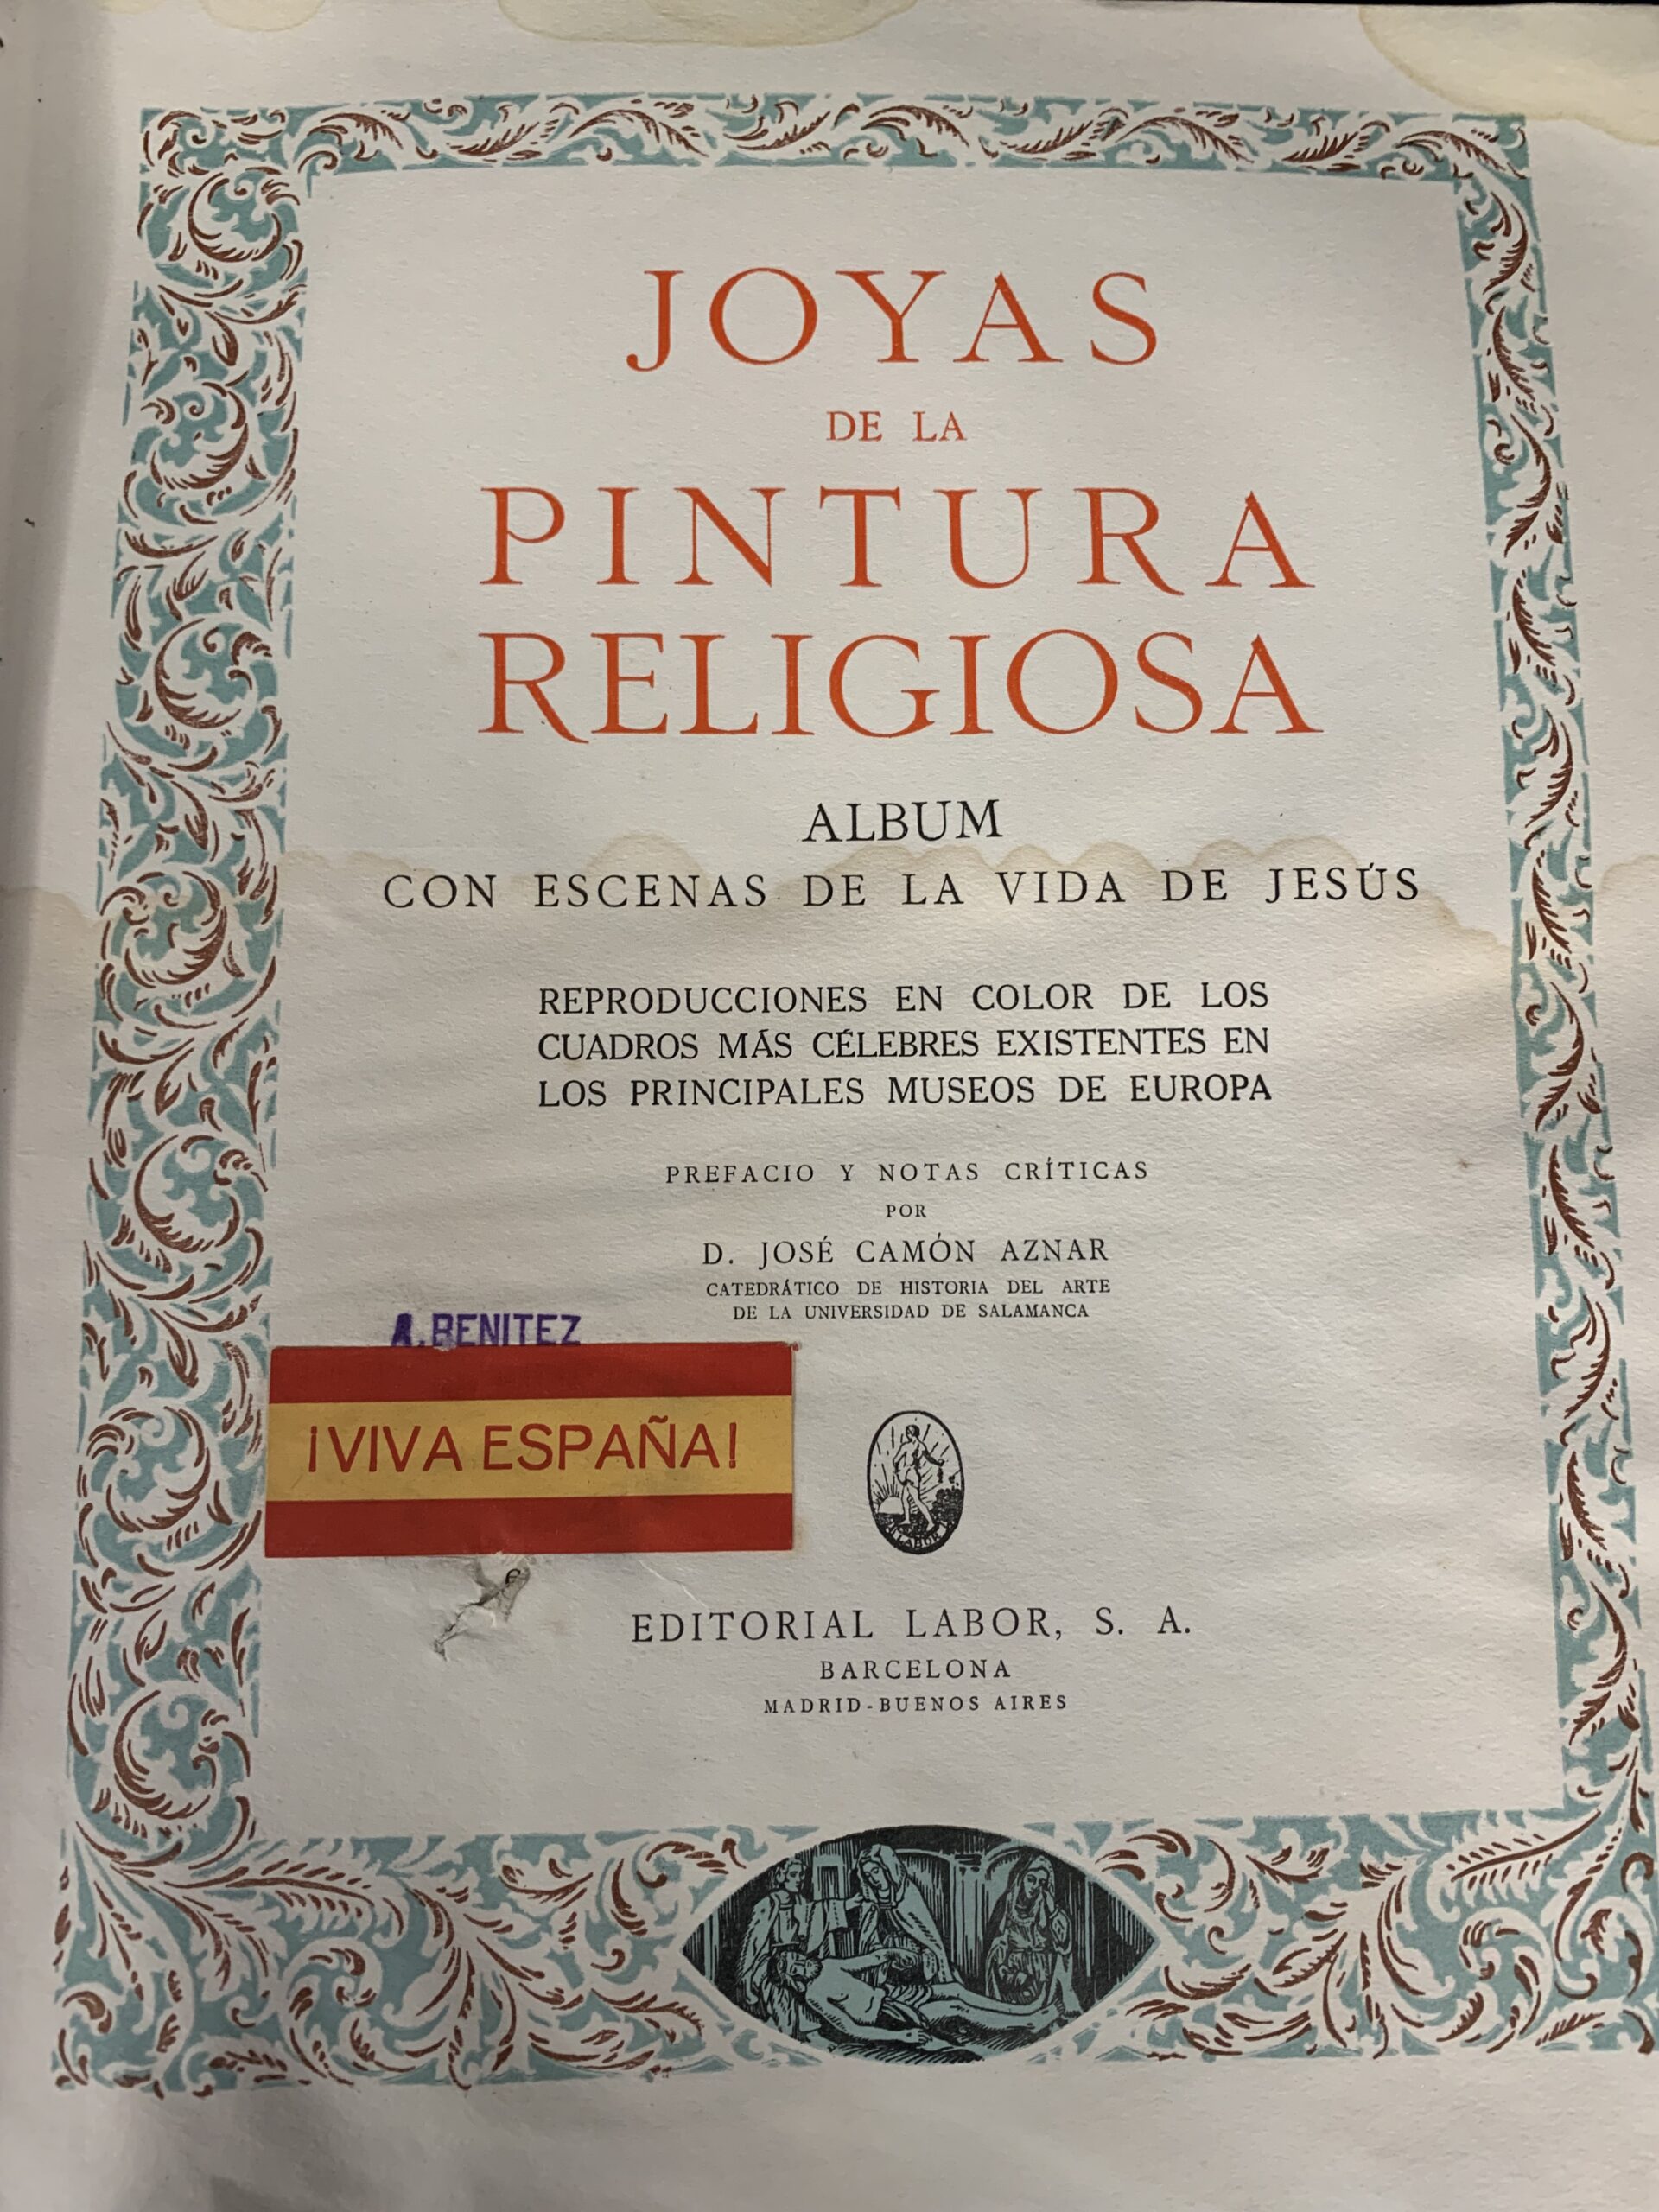 JOYAS
DE LA
PINTURA
RELIGIOSA
ALBUM
CON ESCENAS DE LA VIDA DE JESÚS
REPRODUCCIONES EN COLOR DE LOS
CUADROS MÁS CÉLEBRES EXISTENTES EN
LOS PRINCIPALES MUSEOS DE EUROPA
PREFACIO Y NOTAS CRÍTICAS
POR
D. JOSÉ CAMÓN AZNAR
CATEDRÁTICO DE HISTORIA DEL ARTE
DE LA UNIVERSIDAD DE SALAMANCA
A. BENITEZ
¡VIVA ESPAÑA!
LABOR
EDITORIAL LABOR, S. A.
BARCELONA
MADRID-BUENOS AIRES